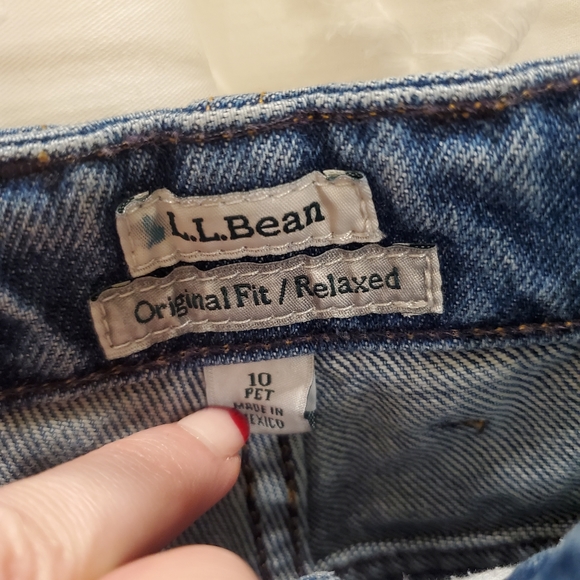 L.L.Bean
Original Fit / Relaxed
10
PET
MADE IN
MEXICO